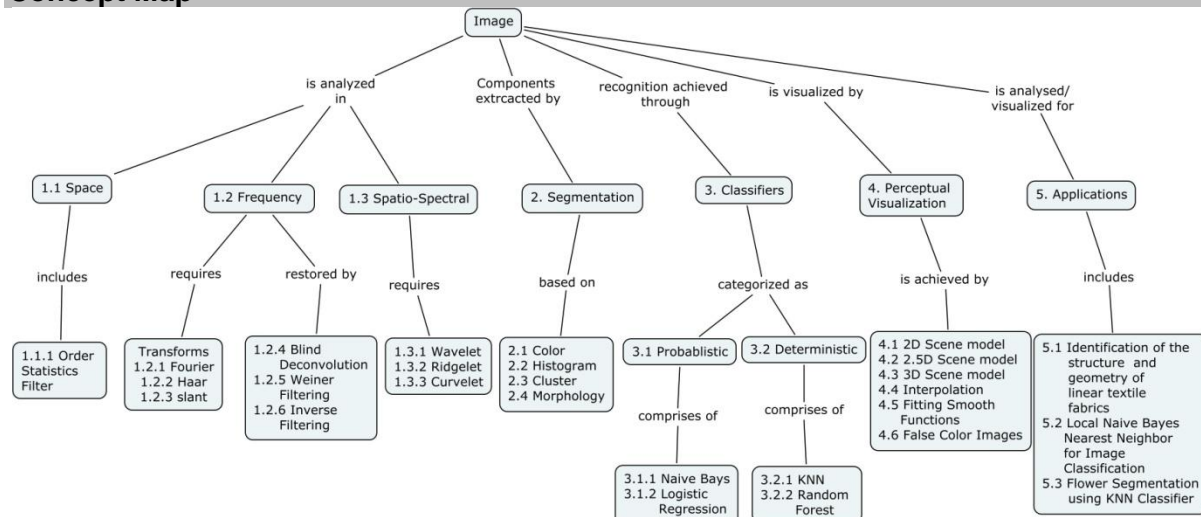 Concept Map
Image
is analyzed
in
Components
extrcacted by
recognition achieved
through
is visualized by
is analysed/
visualized for
1.1 Space
1.2 Frequency
1.3 Spatio-Spectral
2. Segmentation
3. Classifiers
4. Perceptual
Visualization
5. Applications
includes
requires
restored by
requires
based on
categorized as
is achieved by
includes
1.1.1 Order
Statistics
Filter
Transforms
1.2.1 Fourier
1.2.2 Haar
1.2.3 slant
1.2.4 Blind
Deconvolution
1.2.5 Weiner
Filtering
1.2.6 Inverse
Filtering
1.3.1 Wavelet
1.3.2 Ridgelet
1.3.3 Curvelet
2.1 Color
2.2 Histogram
2.3 Cluster
2.4 Morphology
3.1 Probablistic
3.2 Deterministic
comprises of
comprises of
3.1.1 Naive Bays
3.1.2 Logistic
Regression
3.2.1 KNN
3.2.2 Random
Forest
4.1 2D Scene model
4.2 2.5D Scene model
4.3 3D Scene model
4.4 Interpolation
4.5 Fitting Smooth
Functions
4.6 False Color Images
5.1 Identification of the
structure and
geometry of
linear textile
fabrics
5.2 Local Naive Bayes
Nearest Neighbor
for Image
Classification
5.3 Flower Segmentation
using KNN Classifier